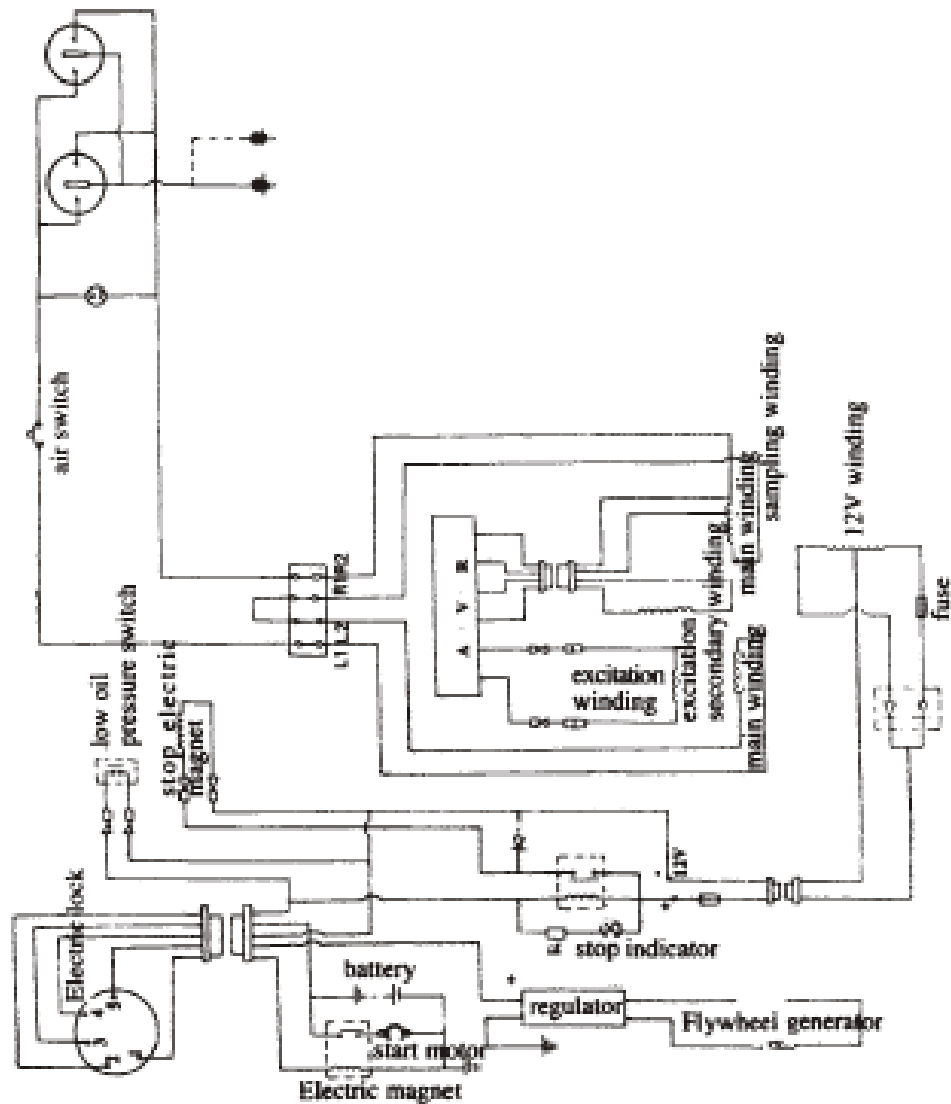 air switch
low oil
pressure switch
stop electric
magnet
L1 L2 R1R2
A V R
excitation
winding
excitation
secondary winding
main winding
main winding
sampling winding
12V winding
fuse
12V
Electric lock
stop indicator
battery
+
regulator
Flywheel generator
start motor
Electric magnet